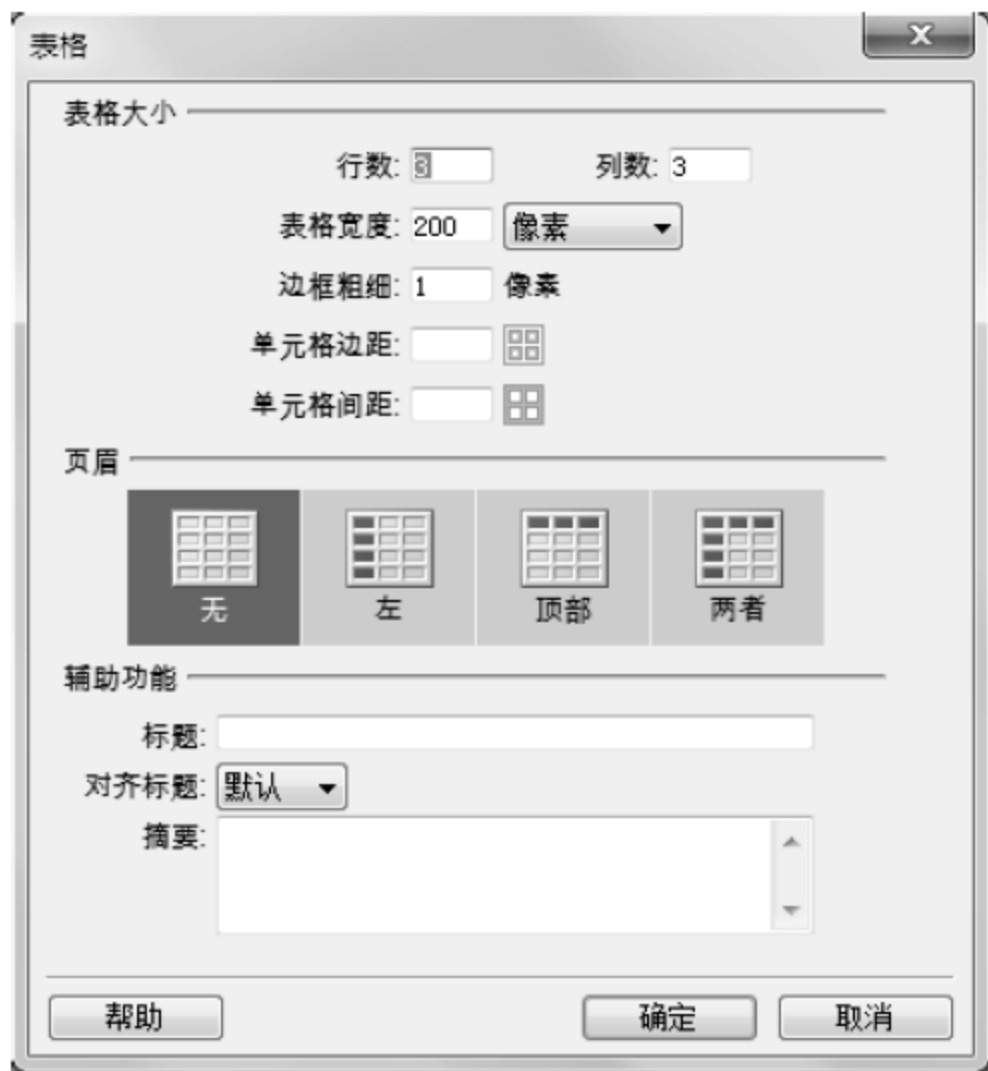 表格
表格大小
行数: 3 列数: 3
表格宽度: 200 像素
边框粗细: 1 像素
单元格边距:
单元格间距:
页眉
无 左 顶部 两者
辅助功能
标题:
对齐标题: 默认
摘要:
帮助 确定 取消